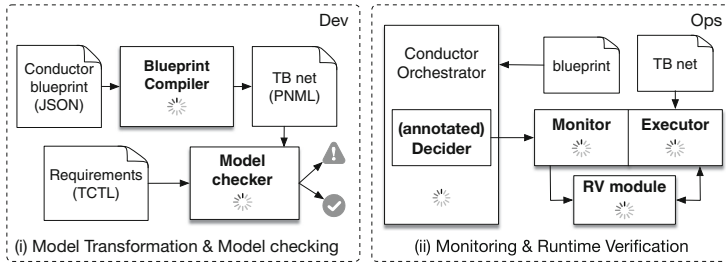 Dev
Conductor
blueprint
(JSON)
Blueprint
Compiler
TB net
(PNML)
Requirements
(TCTL)
Model
checker
(i) Model Transformation & Model checking
Ops
Conductor
Orchestrator
blueprint
TB net
(annotated)
Decider
Monitor
Executor
RV module
(ii) Monitoring & Runtime Verification